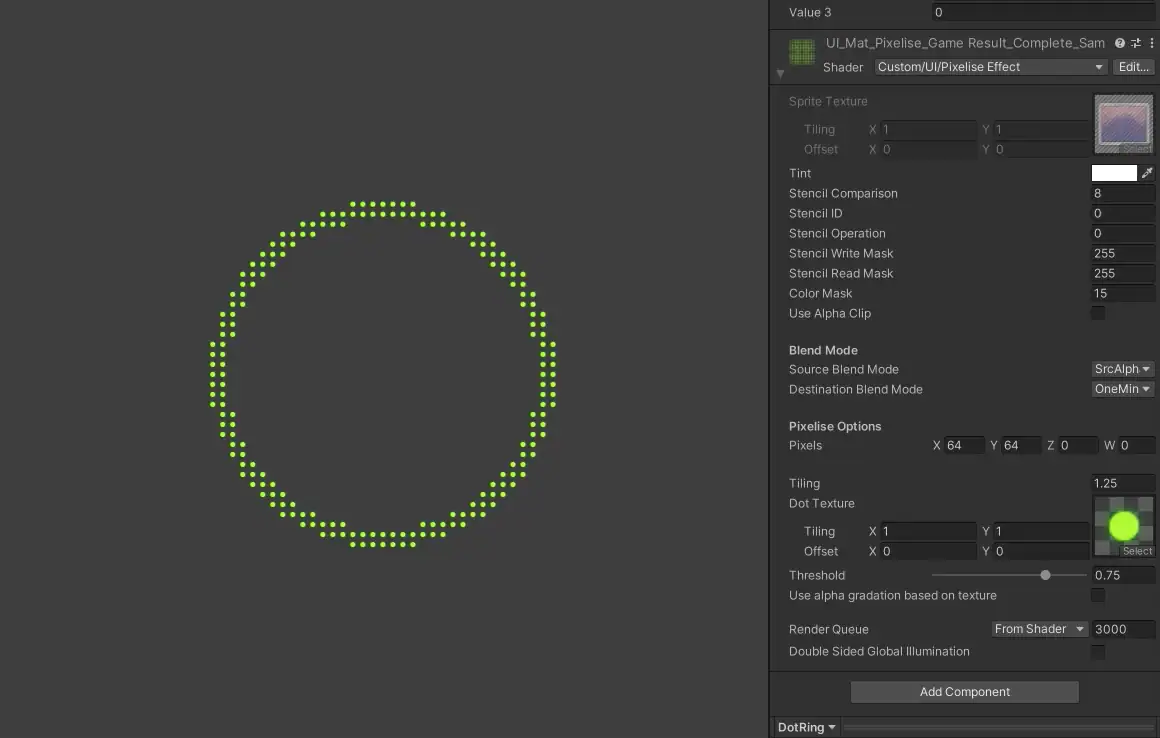 Value 3 0
UI_Mat_Pixelise_Game Result_Complete_Sam
Shader Custom/UI/Pixelise Effect Edit...
Sprite Texture
Tiling X 1 Y 1
Offset X 0 Y 0
Select
Tint
Stencil Comparison 8
Stencil ID 0
Stencil Operation 0
Stencil Write Mask 255
Stencil Read Mask 255
Color Mask 15
Use Alpha Clip
Blend Mode
Source Blend Mode SrcAlph
Destination Blend Mode OneMin
Pixelise Options
Pixels X 64 Y 64 Z 0 W 0
Tiling 1.25
Dot Texture
Tiling X 1 Y 1
Offset X 0 Y 0 Select
Threshold 0.75
Use alpha gradation based on texture
Render Queue From Shader 3000
Double Sided Global Illumination
Add Component
DotRing